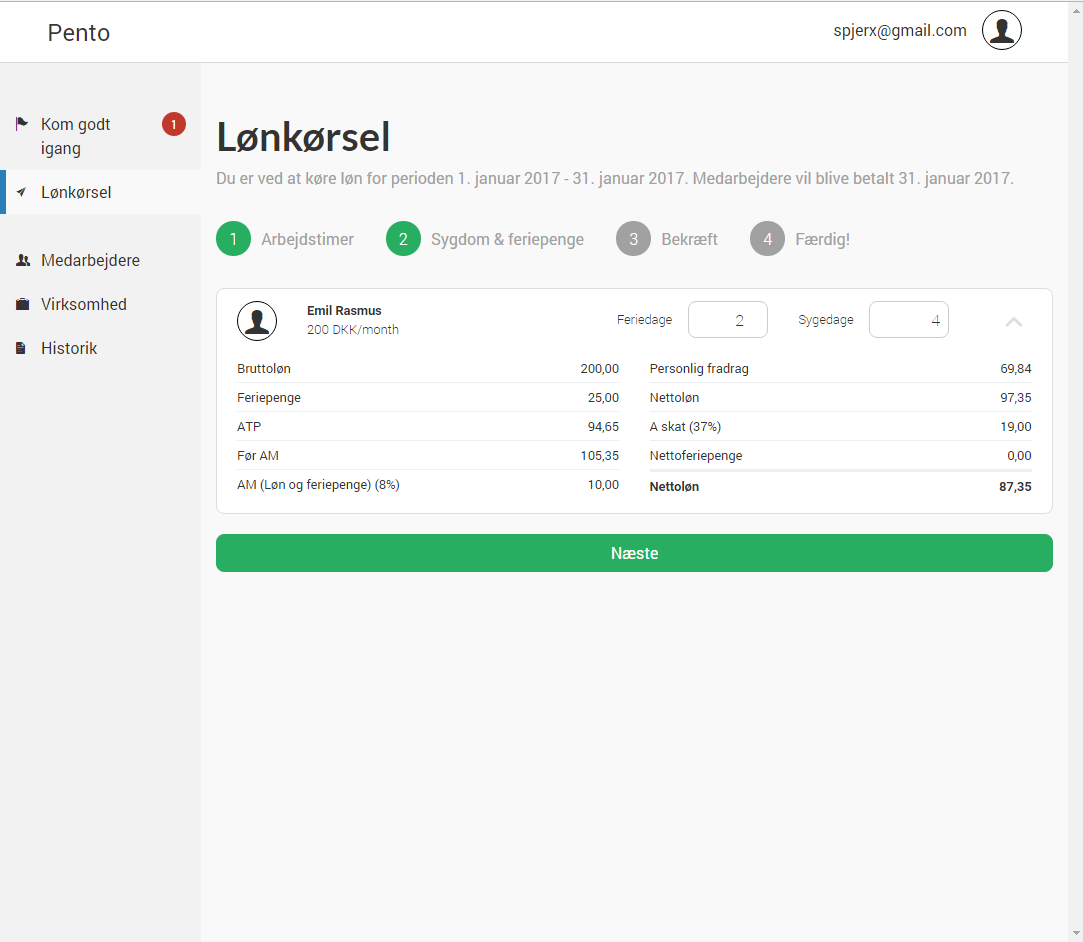 Pento
spjerx@gmail.com
Kom godt
igang
1
Lønkørsel
Medarbejdere
Virksomhed
Historik
Lønkørsel
Du er ved at køre løn for perioden 1. januar 2017 - 31. januar 2017. Medarbejdere vil blive betalt 31. januar 2017.
1 Arbejdstimer 2 Sygdom & feriepenge 3 Bekræft 4 Færdig!
Emil Rasmus
200 DKK/month
Feriedage 2 Sygedage 4
Bruttoløn 200,00
Feriepenge 25,00
ATP 94,65
Før AM 105,35
AM (Løn og feriepenge) (8%) 10,00
Personlig fradrag 69,84
Nettoløn 97,35
A skat (37%) 19,00
Nettoferiepenge 0,00
Nettoløn 87,35
Næste